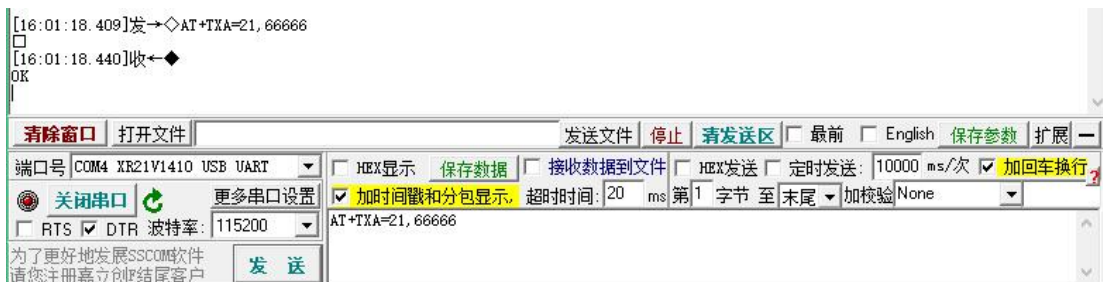 [16:01:18.409]发→◇AT+TXA=21,66666
□
[16:01:18.440]收←◆
OK
清除窗口 打开文件 发送文件 停止 清发送区 最前 English 保存参数 扩展 —
端口号 COM4 XR21V1410 USB UART HEX显示 保存数据 接收数据到文件 HEX发送 定时发送: 10000 ms/次 加回车换行
关闭串口 更多串口设置 加时间戳和分包显示, 超时时间: 20 ms 第1 字节 至 末尾 加校验 None ?
RTS DTR 波特率: 115200 AT+TXA=21,66666
为了更好地发展SSCOM软件
请您注册嘉立创F结尾客户
发 送